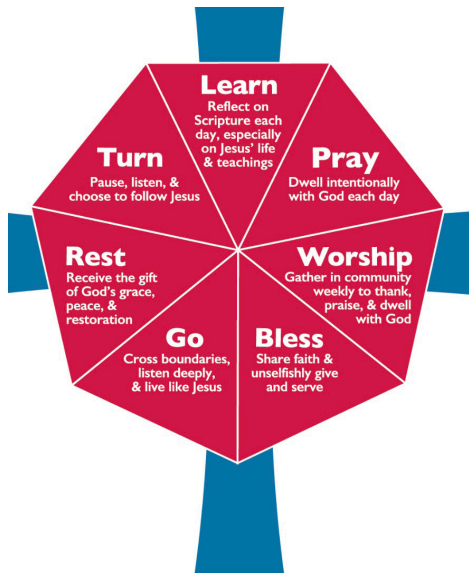 Learn
Reflect on
Scripture each
day, especially
on Jesus' life
& teachings
Pray
Dwell intentionally
with God each day
Worship
Gather in community
weekly to thank,
praise, & dwell
with God
Bless
Share faith &
unselfishly give
and serve
Go
Cross boundaries,
listen deeply,
& live like Jesus
Rest
Receive the gift
of God's grace,
peace, &
restoration
Turn
Pause, listen, &
choose to follow Jesus